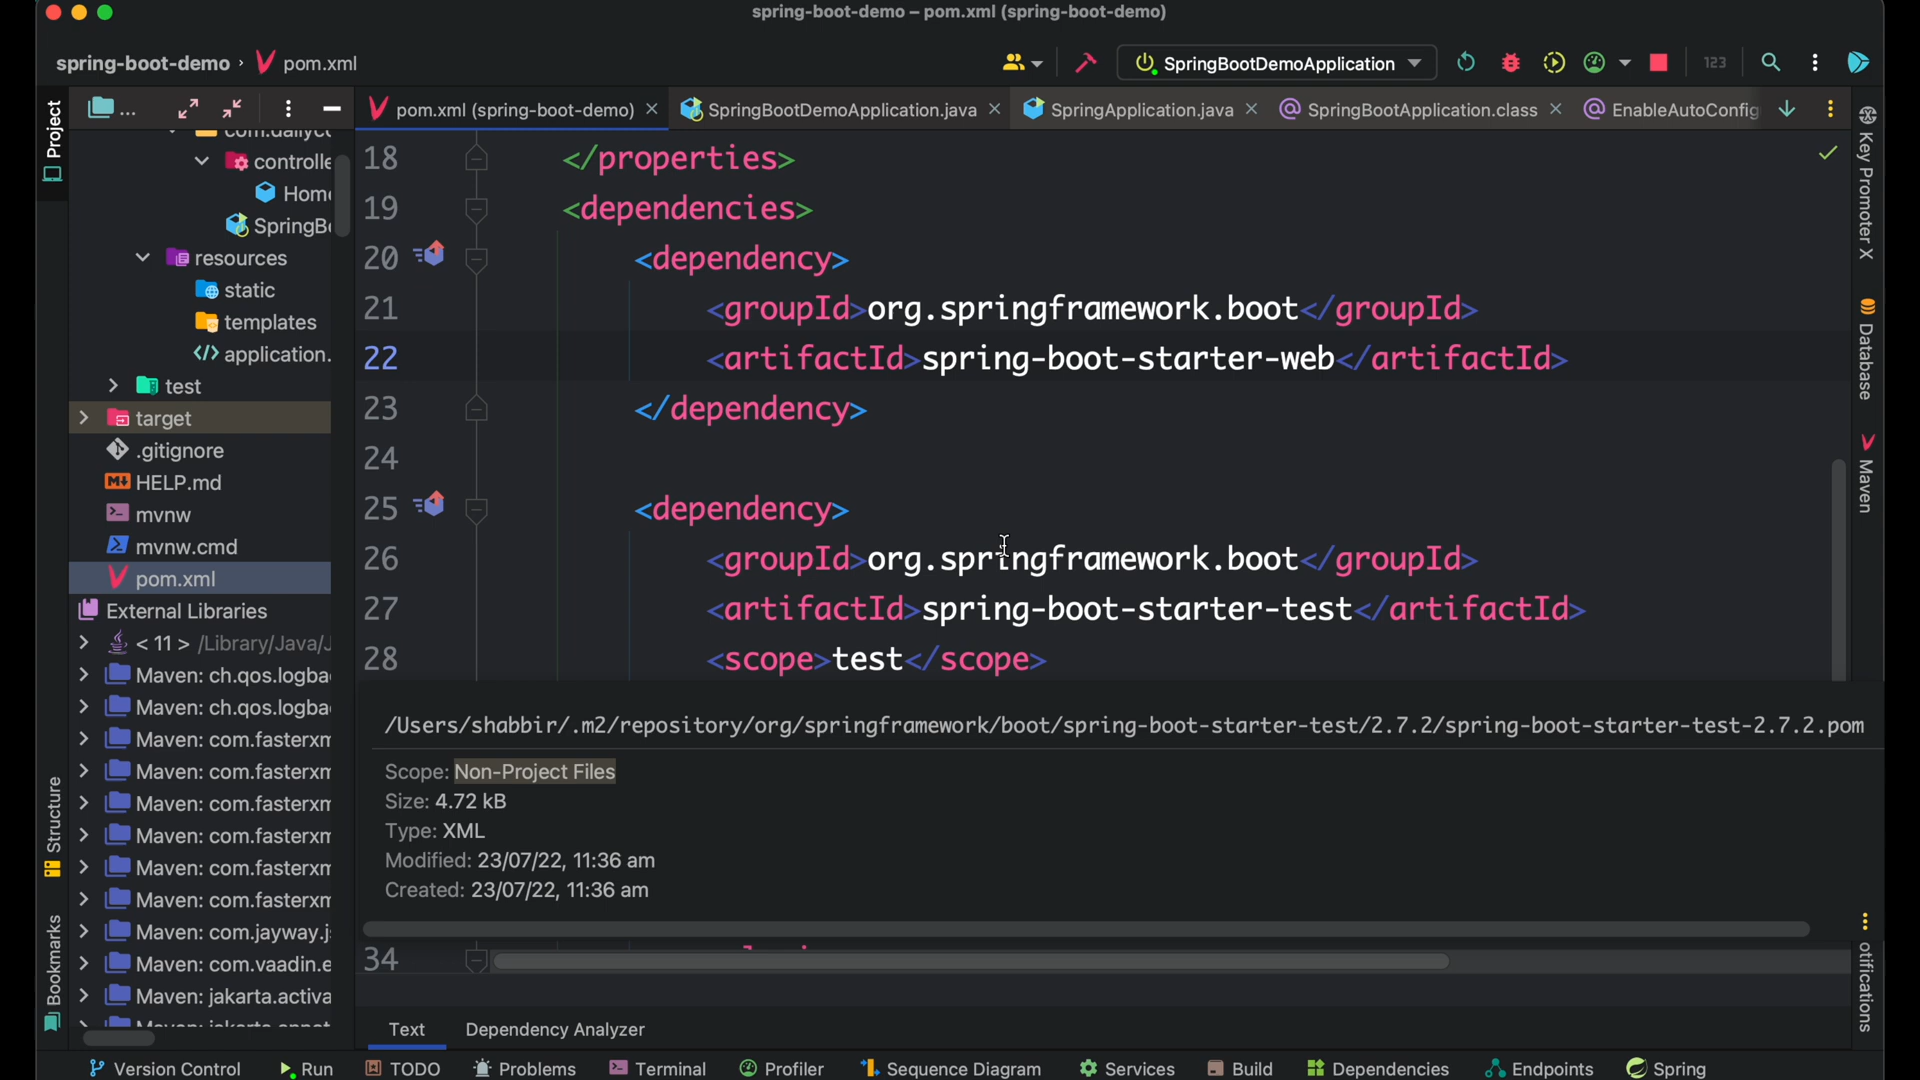 spring-boot-demo – pom.xml (spring-boot-demo)
spring-boot-demo › pom.xml
SpringBootDemoApplication
123
Project
...
pom.xml (spring-boot-demo)
SpringBootDemoApplication.java
SpringApplication.java
SpringBootApplication.class
EnableAutoConfig
controlle
Home
SpringBo
resources
static
templates
application.
test
target
.gitignore
HELP.md
mvnw
mvnw.cmd
pom.xml
External Libraries
< 11 > /Library/Java/J
Maven: ch.qos.logba
Maven: ch.qos.logba
Maven: com.fasterxm
Maven: com.fasterxm
Maven: com.fasterxm
Maven: com.fasterxm
Maven: com.fasterxm
Maven: com.fasterxm
Maven: com.jayway.js
Maven: com.vaadin.e
Maven: jakarta.activa
18 </properties>
19 <dependencies>
20 <dependency>
21 <groupId>org.springframework.boot</groupId>
22 <artifactId>spring-boot-starter-web</artifactId>
23 </dependency>
24
25 <dependency>
26 <groupId>org.springframework.boot</groupId>
27 <artifactId>spring-boot-starter-test</artifactId>
28 <scope>test</scope>
/Users/shabbir/.m2/repository/org/springframework/boot/spring-boot-starter-test/2.7.2/spring-boot-starter-test-2.7.2.pom
Scope: Non-Project Files
Size: 4.72 kB
Type: XML
Modified: 23/07/22, 11:36 am
Created: 23/07/22, 11:36 am
34
Text
Dependency Analyzer
Key Promoter X
Database
Maven
otifications
Structure
Bookmarks
Version Control
Run
TODO
Problems
Terminal
Profiler
Sequence Diagram
Services
Build
Dependencies
Endpoints
Spring